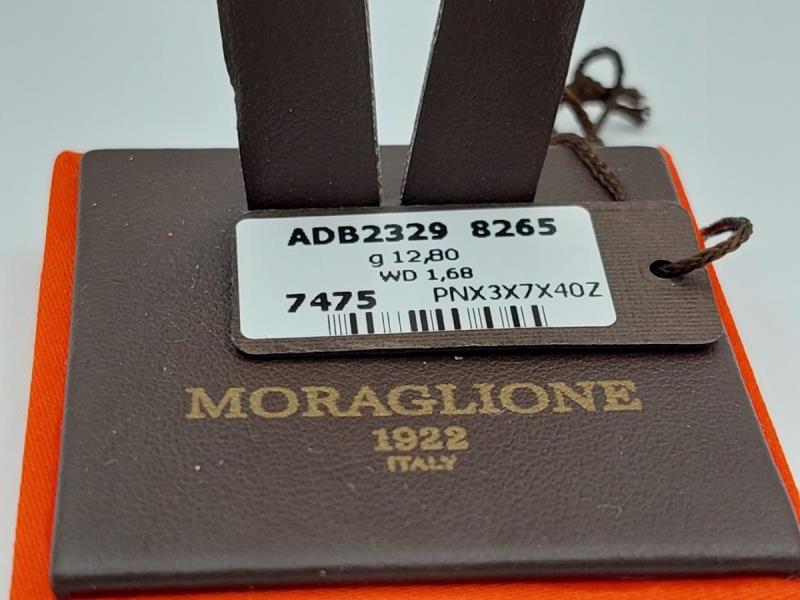 ADB2329 8265
g 12,80
WD 1,68
7475 PNX3X7X40Z
MORAGLIONE
1922
ITALY